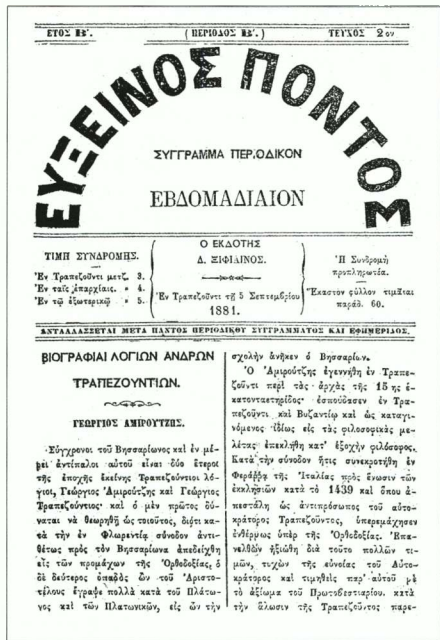 ΕΤΟΣ Β'. (ΠΕΡΙΟΔΟΣ Β'.) ΤΕΥΧΟΣ 2ον
ΕΥΞΕΙΝΟΣ ΠΟΝΤΟΣ
ΣΥΓΓΡΑΜΜΑ ΠΕΡΙΟΔΙΚΟΝ
ΕΒΔΟΜΑΔΙΑΙΟΝ
ΤΙΜΗ ΣΥΝΔΡΟΜΗΣ.
Ἐν Τραπεζοῦντι μετζ. 3.
Ἐν ταῖς ἐπαρχίαις. » 4.
Ἐν τῷ ἐξωτερικῷ » 5.
Ο ΕΚΔΟΤΗΣ
Δ. ΞΙΦΙΛΙΝΟΣ.
Ἐν Τραπεζοῦντι τῇ 5 Σεπτεμβρίου
1881.
Ἡ Συνδρομή
προπληρωτέα.
Ἕκαστον φύλλον τιμᾶται
παράδ. 60.
ΑΝΤΑΛΛΑΣΣΕΤΑΙ ΜΕΤΑ ΠΑΝΤΟΣ ΠΕΡΙΟΔΙΚΟΥ ΣΥΓΓΡΑΜΜΑΤΟΣ ΚΑΙ ΕΦΗΜΕΡΙΔΟΣ.
ΒΙΟΓΡΑΦΙΑΙ ΛΟΓΙΩΝ ΑΝΔΡΩΝ
ΤΡΑΠΕΖΟΥΝΤΙΩΝ.
ΓΕΩΡΓΙΟΣ ΑΜΙΡΟΥΤΖΗΣ.
Σύγχρονοι τοῦ Βησσαρίωνος καὶ ἐν μέ-
ρει ἀντίπαλοι αὐτοῦ εἶναι δύο ἕτεροι
τῆς ἐποχῆς ἐκείνης Τραπεζούντιοι λό-
γιοι, Γεώργιος Ἀμιρούτζης καὶ Γεώργιος
Τραπεζούντιος· καὶ ὁ μὲν πρῶτος δύ-
ναται νὰ θεωρηθῇ ὡς τοιοῦτος, διότι κα-
τὰ τὴν ἐν Φλωρεντίᾳ σύνοδον ἀντι-
θέτως πρὸς τὸν Βησσαρίωνα ἀπεδείχθη
εἷς τῶν προμάχων τῆς Ὀρθοδοξίας, ὁ
δὲ δεύτερος ὀπαδὸς ὢν τοῦ Ἀριστο-
τέλους ἔγραψε πολλὰ κατὰ τοῦ Πλάτω-
νος καὶ τῶν Πλατωνικῶν, εἰς ὧν τὴν
σχολὴν ἀνῆκεν ὁ Βησσαρίων.
Ὁ Ἀμιρούτζης ἐγεννήθη ἐν Τραπε-
ζοῦντι περὶ τὰς ἀρχὰς τῆς 15ης ἑ-
κατονταετηρίδος· ἐσπούδασεν ἐν Τρα-
πεζοῦντι καὶ Βυζαντίῳ καὶ ὡς καταγι-
νόμενος ἰδίως εἰς τὰς φιλοσοφικὰς με-
λέτας ἐπεκλήθη κατ' ἐξοχὴν φιλόσοφος.
Κατὰ τὴν σύνοδον ἥτις συνεκροτήθη ἐν
Φεράρρᾳ τῆς Ἰταλίας πρὸς ἕνωσιν τῶν
ἐκκλησιῶν κατὰ τὸ 1439 καὶ ὅπου ἀ-
πεστάλη ὡς ἀντιπρόσωπος τοῦ αὐτο-
κράτορος Τραπεζοῦντος, ὑπερεμάχησεν
ἐνθέρμως ὑπὲρ τῆς Ὀρθοδοξίας. Ἐπα-
νελθὼν ἠξιώθη διὰ τοῦτο πολλῶν τι-
μῶν, τυχὼν τῆς εὐνοίας τοῦ Αὐτο-
κράτορος καὶ τιμηθεὶς παρ' αὐτοῦ μὲ
τὸ ἀξίωμα τοῦ Πρωτοβεστιαρίου. κατὰ
τὴν ἅλωσιν τῆς Τραπεζοῦντος παρε-